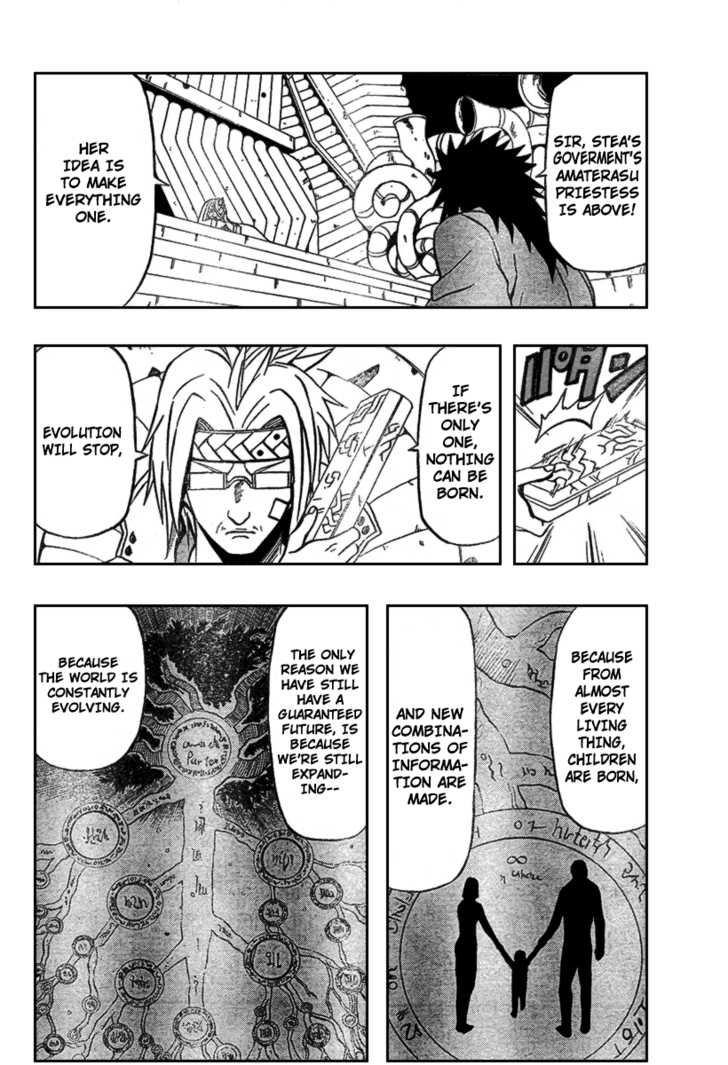 SIR, STEA'S
GOVERMENT'S
AMATERASU
PRIESTESS
IS ABOVE!
HER
IDEA IS
TO MAKE
EVERYTHING
ONE.
IF
THERE'S
ONLY
ONE,
NOTHING
CAN BE
BORN.
EVOLUTION
WILL STOP,
BECAUSE
FROM
ALMOST
EVERY
LIVING
THING,
CHILDREN
ARE BORN,
AND NEW
COMBINA-
TIONS OF
INFORMA-
TION ARE
MADE.
THE ONLY
REASON WE
HAVE STILL
HAVE A
GUARANTEED
FUTURE, IS
BECAUSE
WE'RE STILL
EXPAND-
ING--
BECAUSE
THE WORLD IS
CONSTANTLY
EVOLVING.